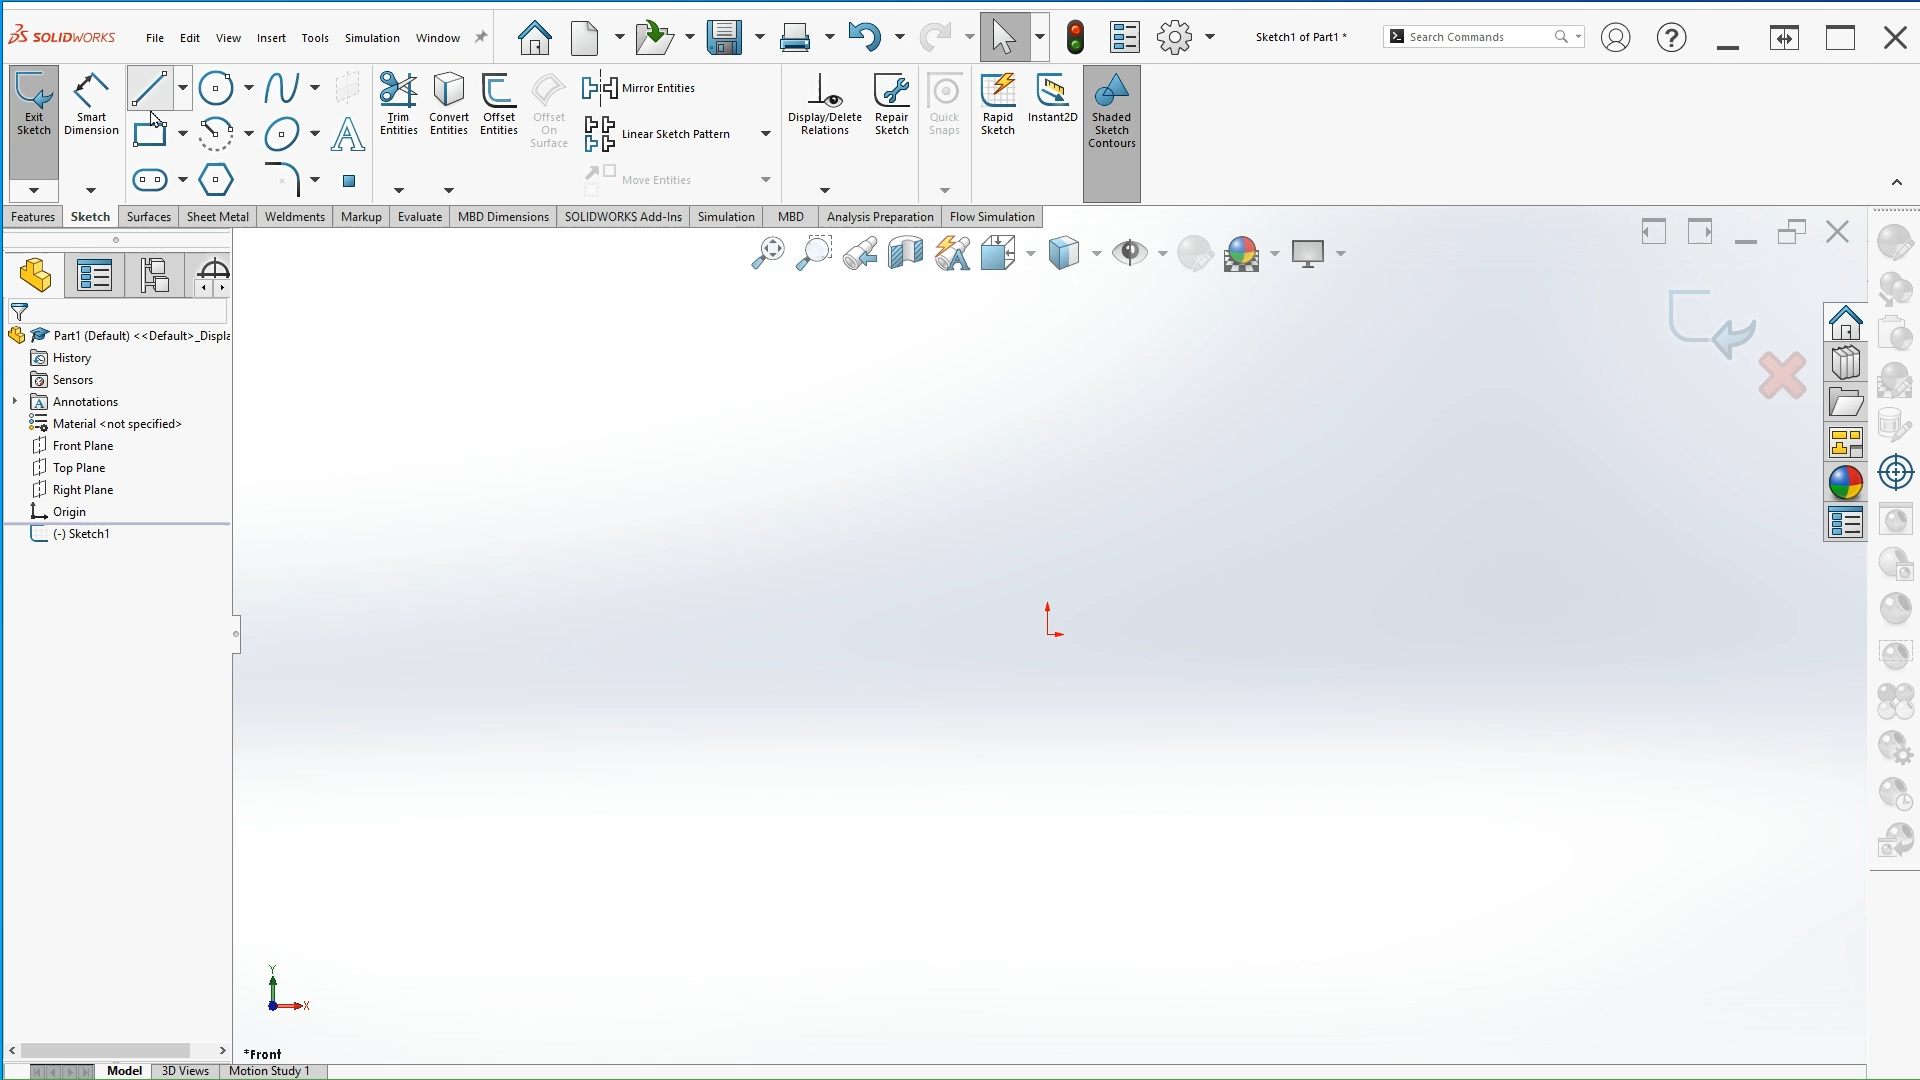 SOLIDWORKS File Edit View Insert Tools Simulation Window Sketch1 of Part1 * Search Commands
Exit Sketch
Smart Dimension
Trim Entities
Convert Entities
Offset Entities
Offset On Surface
Mirror Entities
Linear Sketch Pattern
Move Entities
Display/Delete Relations
Repair Sketch
Quick Snaps
Rapid Sketch
Instant2D
Shaded Sketch Contours
Features Sketch Surfaces Sheet Metal Weldments Markup Evaluate MBD Dimensions SOLIDWORKS Add-Ins Simulation MBD Analysis Preparation Flow Simulation
Part1 (Default) <<Default>_Displa
History
Sensors
Annotations
Material <not specified>
Front Plane
Top Plane
Right Plane
Origin
(-) Sketch1
Y
X
*Front
Model 3D Views Motion Study 1